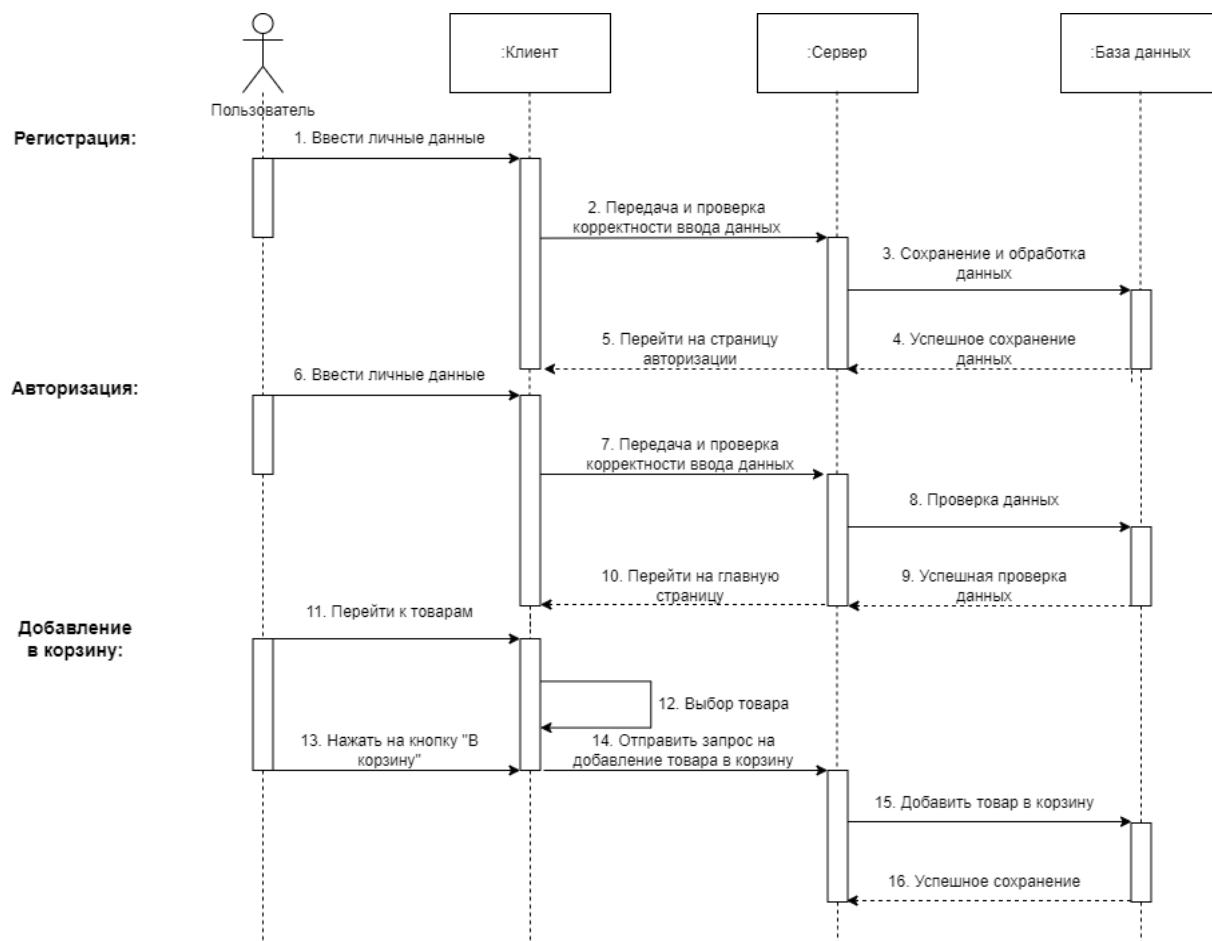 :Клиент
:Сервер
:База данных
Пользователь
Регистрация:
1. Ввести личные данные
2. Передача и проверка
корректности ввода данных
3. Сохранение и обработка
данных
4. Успешное сохранение
данных
5. Перейти на страницу
авторизации
Авторизация:
6. Ввести личные данные
7. Передача и проверка
корректности ввода данных
8. Проверка данных
9. Успешная проверка
данных
10. Перейти на главную
страницу
Добавление
в корзину:
11. Перейти к товарам
12. Выбор товара
13. Нажать на кнопку "В
корзину"
14. Отправить запрос на
добавление товара в корзину
15. Добавить товар в корзину
16. Успешное сохранение